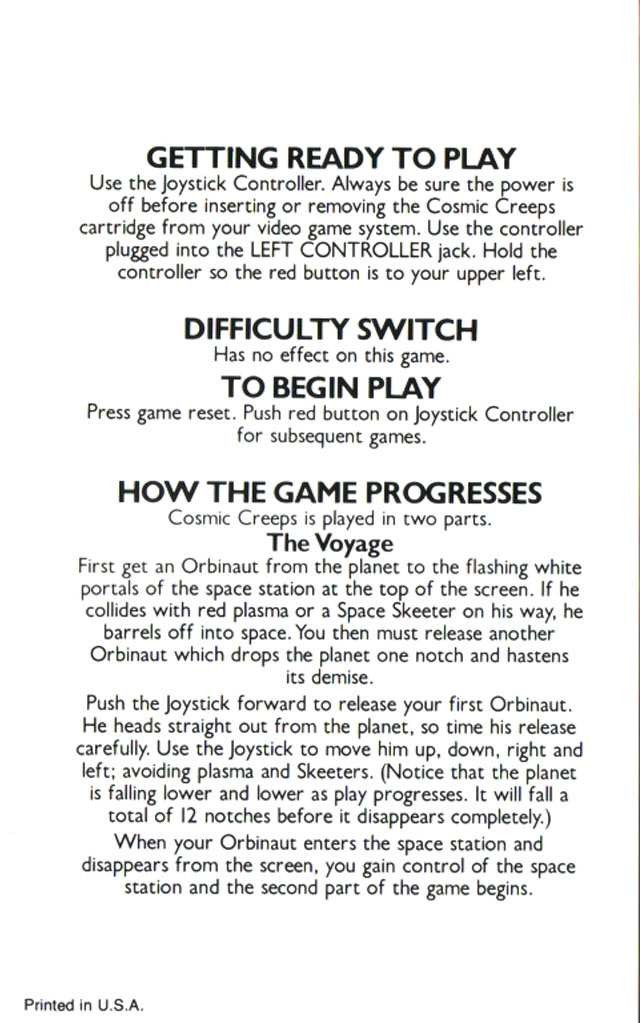 GETTING READY TO PLAY
Use the Joystick Controller. Always be sure the power is
off before inserting or removing the Cosmic Creeps
cartridge from your video game system. Use the controller
plugged into the LEFT CONTROLLER jack. Hold the
controller so the red button is to your upper left.
DIFFICULTY SWITCH
Has no effect on this game.
TO BEGIN PLAY
Press game reset. Push red button on Joystick Controller
for subsequent games.
HOW THE GAME PROGRESSES
Cosmic Creeps is played in two parts.
The Voyage
First get an Orbinaut from the planet to the flashing white
portals of the space station at the top of the screen. If he
collides with red plasma or a Space Skeeter on his way, he
barrels off into space. You then must release another
Orbinaut which drops the planet one notch and hastens
its demise.
Push the Joystick forward to release your first Orbinaut.
He heads straight out from the planet, so time his release
carefully. Use the Joystick to move him up, down, right and
left; avoiding plasma and Skeeters. (Notice that the planet
is falling lower and lower as play progresses. It will fall a
total of 12 notches before it disappears completely.)
When your Orbinaut enters the space station and
disappears from the screen, you gain control of the space
station and the second part of the game begins.
Printed in U.S.A.